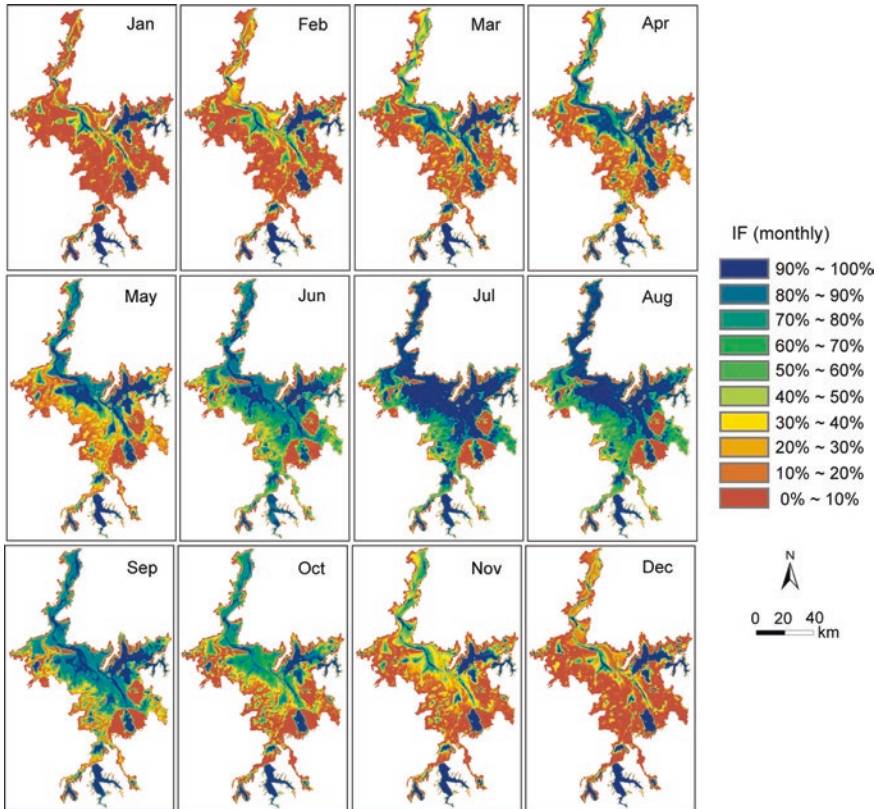 Jan
Feb
Mar
Apr
May
Jun
Jul
Aug
Sep
Oct
Nov
Dec
IF (monthly)
90% ~ 100%
80% ~ 90%
70% ~ 80%
60% ~ 70%
50% ~ 60%
40% ~ 50%
30% ~ 40%
20% ~ 30%
10% ~ 20%
0% ~ 10%
N
0 20 40
km